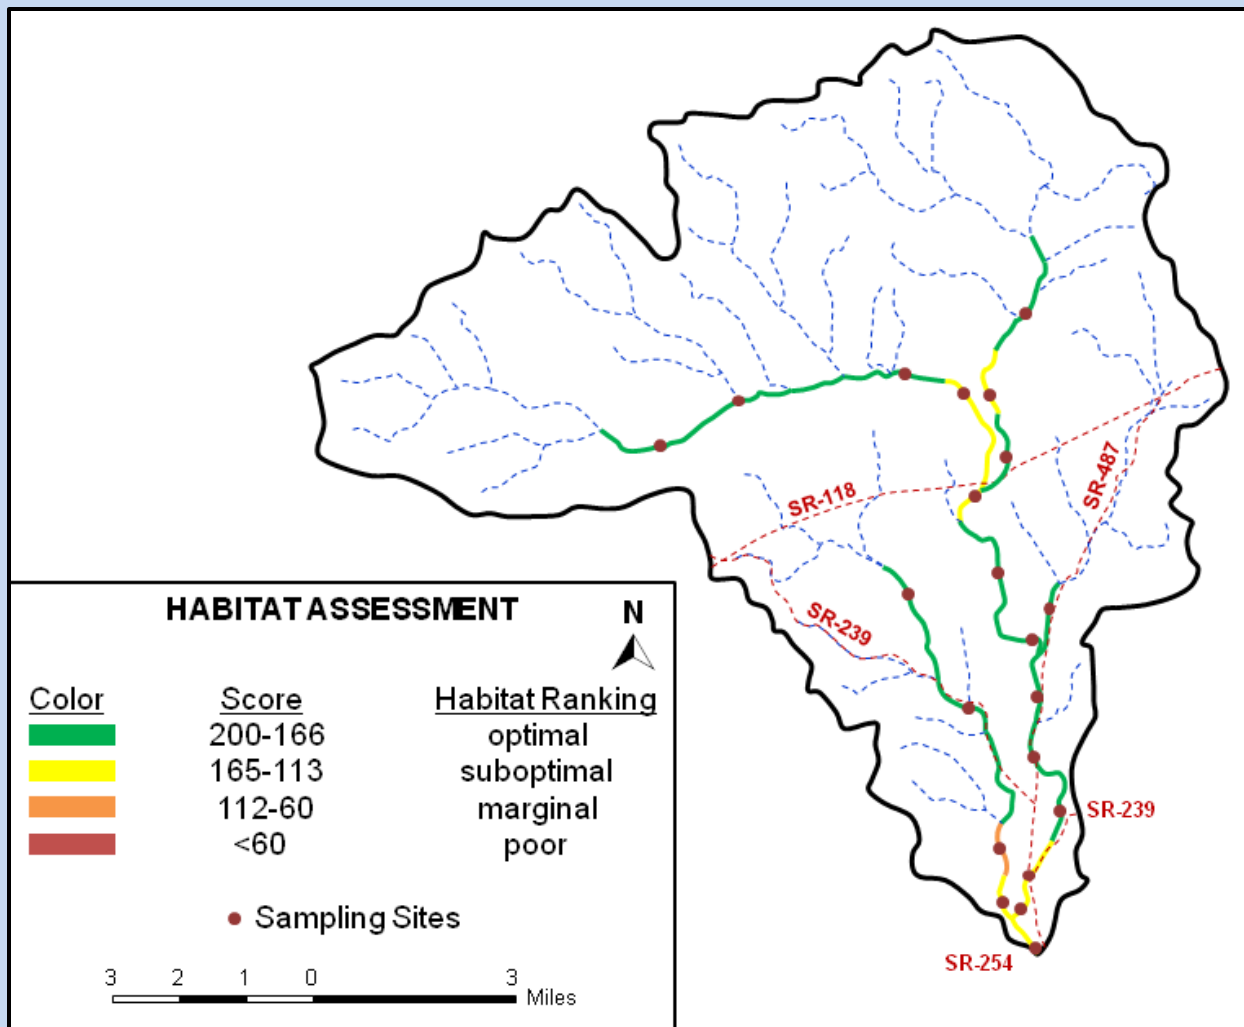 SR-118
SR-487
SR-239
SR-239
SR-254
HABITAT ASSESSMENT
N
Color Score Habitat Ranking
200-166 optimal
165-113 suboptimal
112-60 marginal
<60 poor
Sampling Sites
3 2 1 0 3
Miles